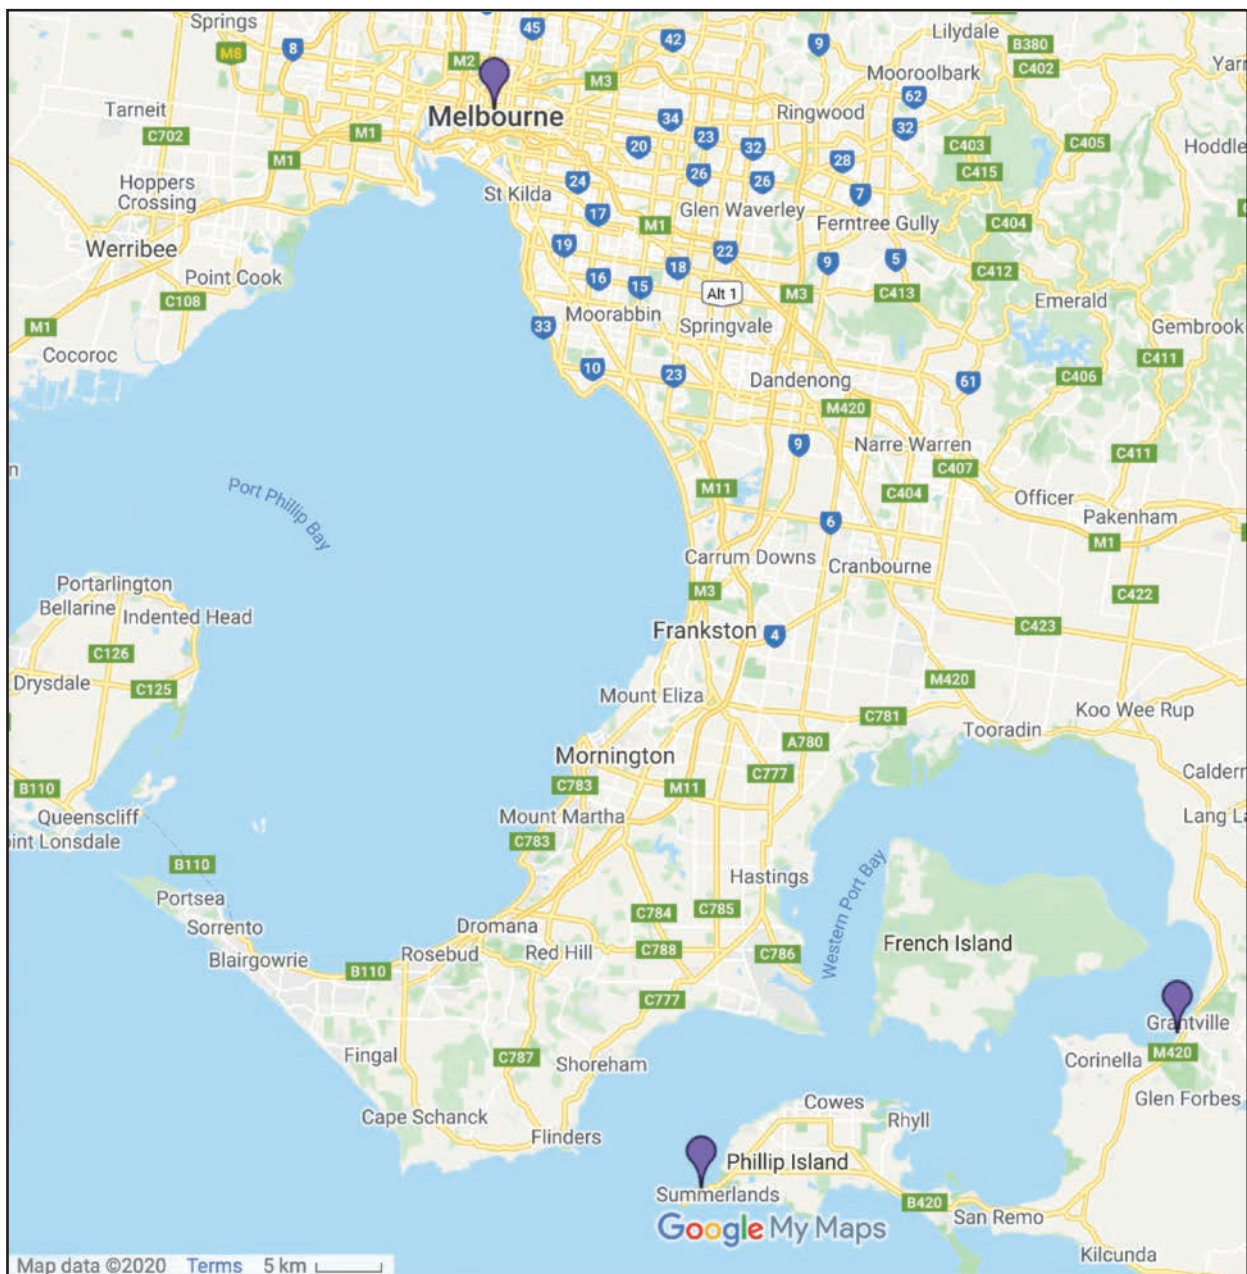 Springs
45
42
9
Lilydale
B380
8
M8
M2
M3
C402
Yarr
Mooroolbark
62
Tarneit
Melbourne
34
Ringwood
C702
M1
23
32
20
32
C403
C405
Hoddle
M1
28
Hoppers
Crossing
24
26
26
C415
7
St Kilda
Glen Waverley
17
M1
Ferntree Gully
C404
Werribee
19
22
18
9
5
C412
Point Cook
16
15
Alt 1
M3
C413
C108
Emerald
M1
33
Moorabbin
Springvale
Gembrook
Cocoroc
C411
10
23
Dandenong
61
C406
M420
9
Narre Warren
C411
C407
Port Phillip Bay
M11
C404
Officer
6
Pakenham
M1
Carrum Downs
Cranbourne
Portarlington
M3
C422
Bellarine
Indented Head
Frankston
4
C423
C126
Drysdale
C125
M420
Mount Eliza
C781
Koo Wee Rup
Tooradin
A780
Mornington
C777
Caldern
B110
C783
M11
Queenscliff
Mount Martha
Lang La
oint Lonsdale
C783
B110
Hastings
Western Port Bay
Portsea
C784
C785
Sorrento
Dromana
French Island
Blairgowrie
Rosebud
Red Hill
C788
C786
B110
C777
Grantville
Fingal
C787
Shoreham
Corinella
M420
Cowes
Glen Forbes
Cape Schanck
Rhyll
Flinders
Phillip Island
Summerlands
B420
San Remo
Google My Maps
Kilcunda
Map data ©2020 Terms 5 km